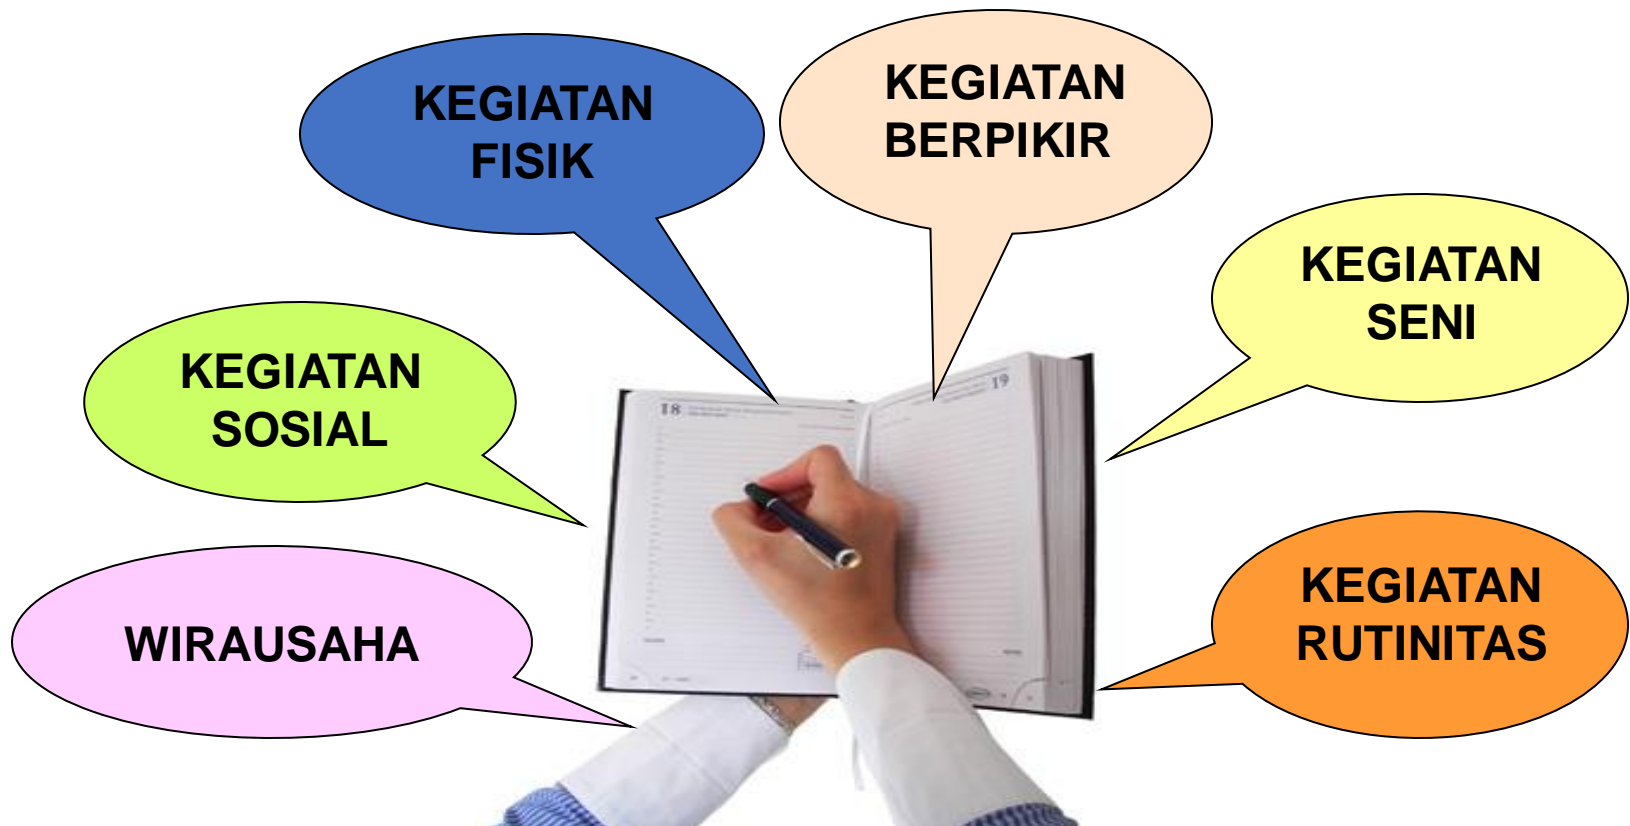 KEGIATAN
FISIK
KEGIATAN
BERPIKIR
KEGIATAN
SENI
KEGIATAN
SOSIAL
KEGIATAN
RUTINITAS
WIRAUSAHA
18
19